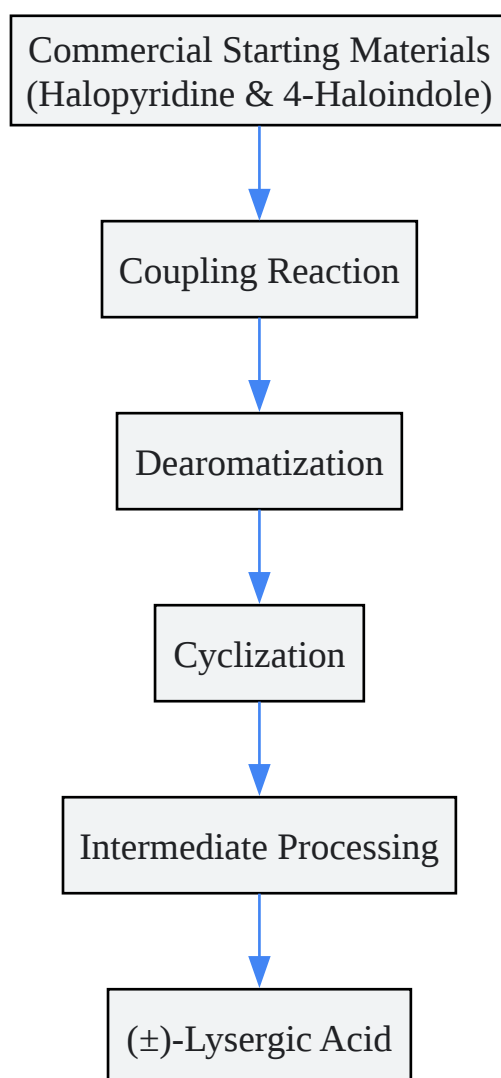 Commercial Starting Materials
(Halopyridine & 4-Haloindole)
Coupling Reaction
Dearomatization
Cyclization
Intermediate Processing
(±)-Lysergic Acid